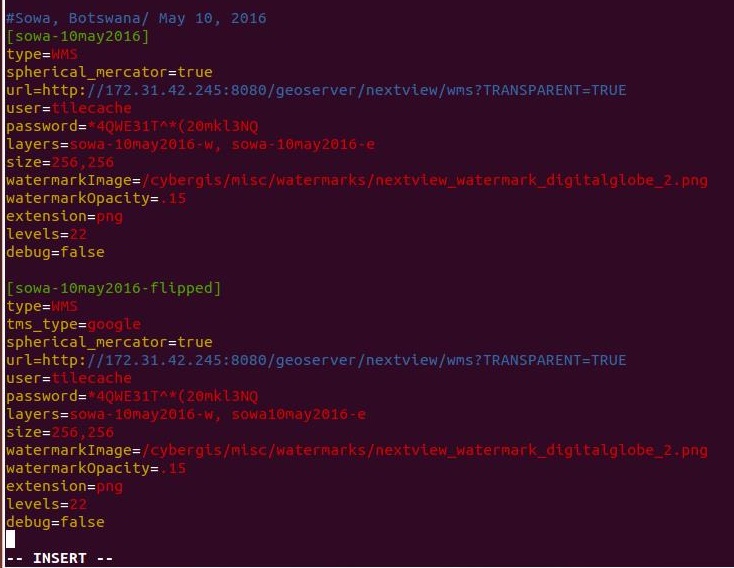 #Sowa, Botswana/ May 10, 2016
[sowa-10may2016]
type=WMS
spherical_mercator=true
url=http://172.31.42.245:8080/geoserver/nextview/wms?TRANSPARENT=TRUE
user=tilecache
password=*4QWE31T^*(20mkl3NQ
layers=sowa-10may2016-w, sowa-10may2016-e
size=256,256
watermarkImage=/cybergis/misc/watermarks/nextview_watermark_digitalglobe_2.png
watermarkOpacity=.15
extension=png
levels=22
debug=false
[sowa-10may2016-flipped]
type=WMS
tms_type=google
spherical_mercator=true
url=http://172.31.42.245:8080/geoserver/nextview/wms?TRANSPARENT=TRUE
user=tilecache
password=*4QWE31T^*(20mkl3NQ
layers=sowa-10may2016-w, sowa10may2016-e
size=256,256
watermarkImage=/cybergis/misc/watermarks/nextview_watermark_digitalglobe_2.png
watermarkOpacity=.15
extension=png
levels=22
debug=false
-- INSERT --